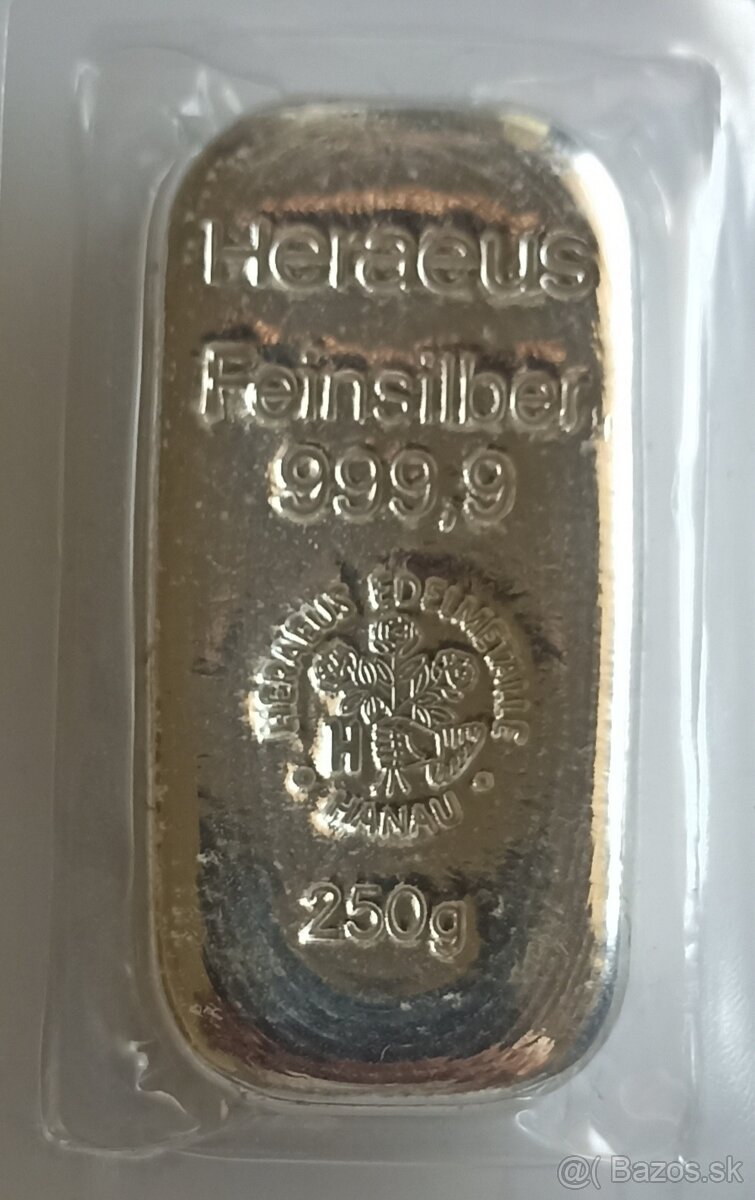 Heraeus
Feinsilber
999,9
HERAEUS EDELMETALLE
H
HANAU
250g
@( Bazos.sk